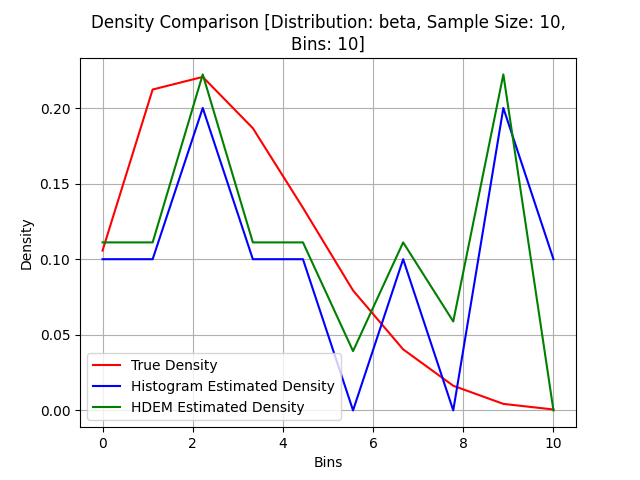 Density Comparison [Distribution: beta, Sample Size: 10,
Bins: 10]
Density
0.20
0.15
0.10
0.05
0.00
True Density
Histogram Estimated Density
HDEM Estimated Density
0 2 4 6 8 10
Bins